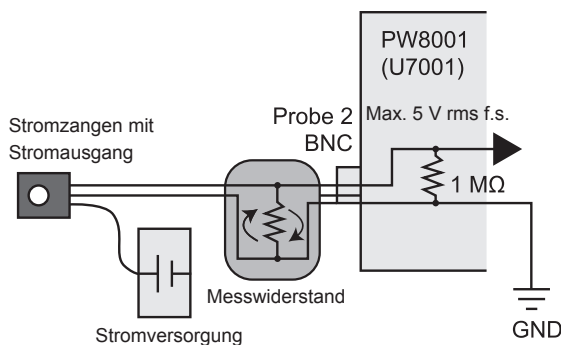 PW8001
(U7001)
Probe 2
BNC
Max. 5 V rms f.s.
Stromzangen mit
Stromausgang
1 MΩ
Messwiderstand
Stromversorgung
GND